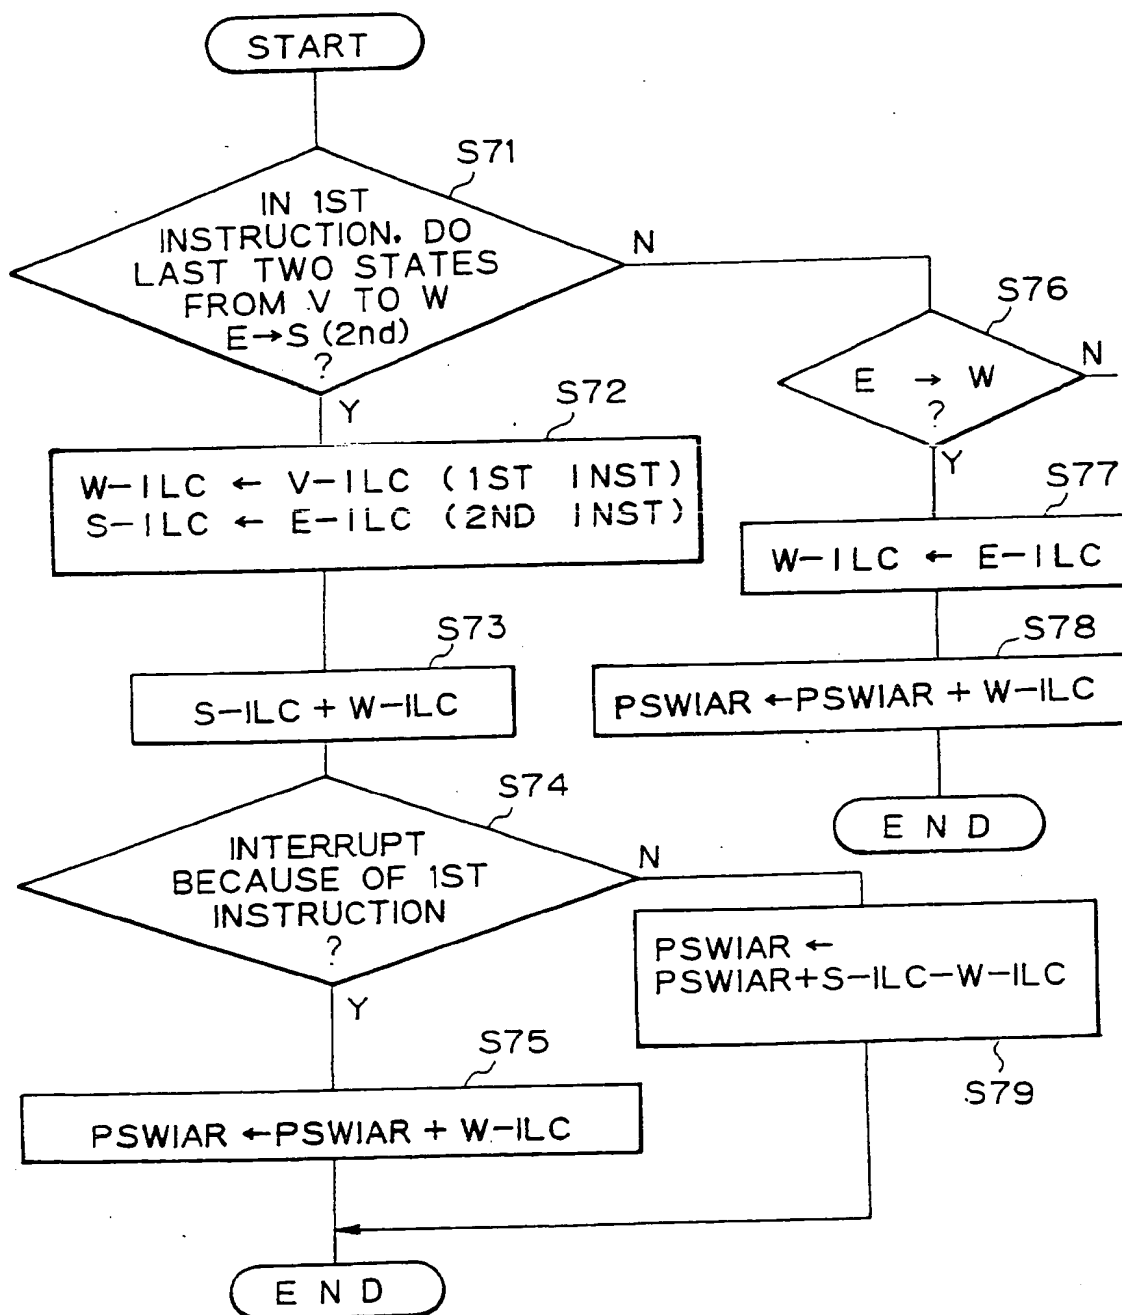 START
S71
IN 1ST
INSTRUCTION. DO
LAST TWO STATES
FROM V TO W
E→S (2nd)
?
N
Y
S76
E → W
?
N
Y
S72
W-ILC ← V-ILC (1ST INST)
S-ILC ← E-ILC (2ND INST)
S77
W-ILC ← E-ILC
S73
S-ILC + W-ILC
S78
PSWIAR ←PSWIAR + W-ILC
END
S74
INTERRUPT
BECAUSE OF 1ST
INSTRUCTION
?
N
Y
PSWIAR ←
PSWIAR+S-ILC-W-ILC
S79
S75
PSWIAR ←PSWIAR + W-ILC
END